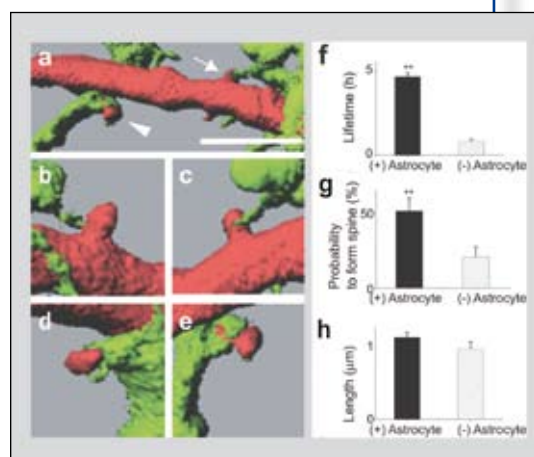 a
b
c
d
e
f
Lifetime (h)
5
0
**
(+) Astrocyte
(-) Astrocyte
g
Probability
to form spine (%)
50
0
**
(+) Astrocyte
(-) Astrocyte
h
Length (μm)
1
0
(+) Astrocyte
(-) Astrocyte